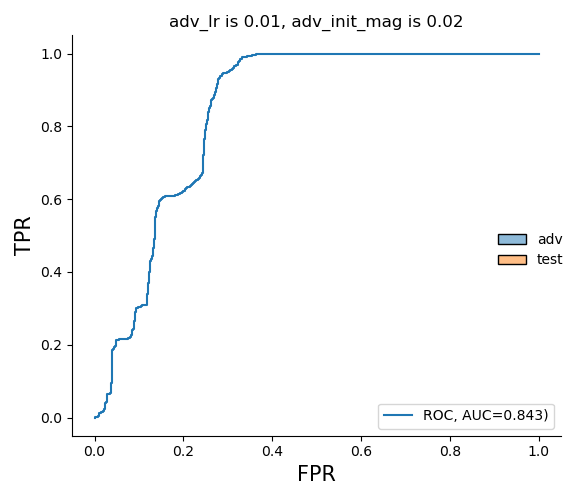 adv_lr is 0.01, adv_init_mag is 0.02
1.0
0.8
0.6
0.4
0.2
0.0
TPR
adv
test
ROC, AUC=0.843)
0.0 0.2 0.4 0.6 0.8 1.0
FPR